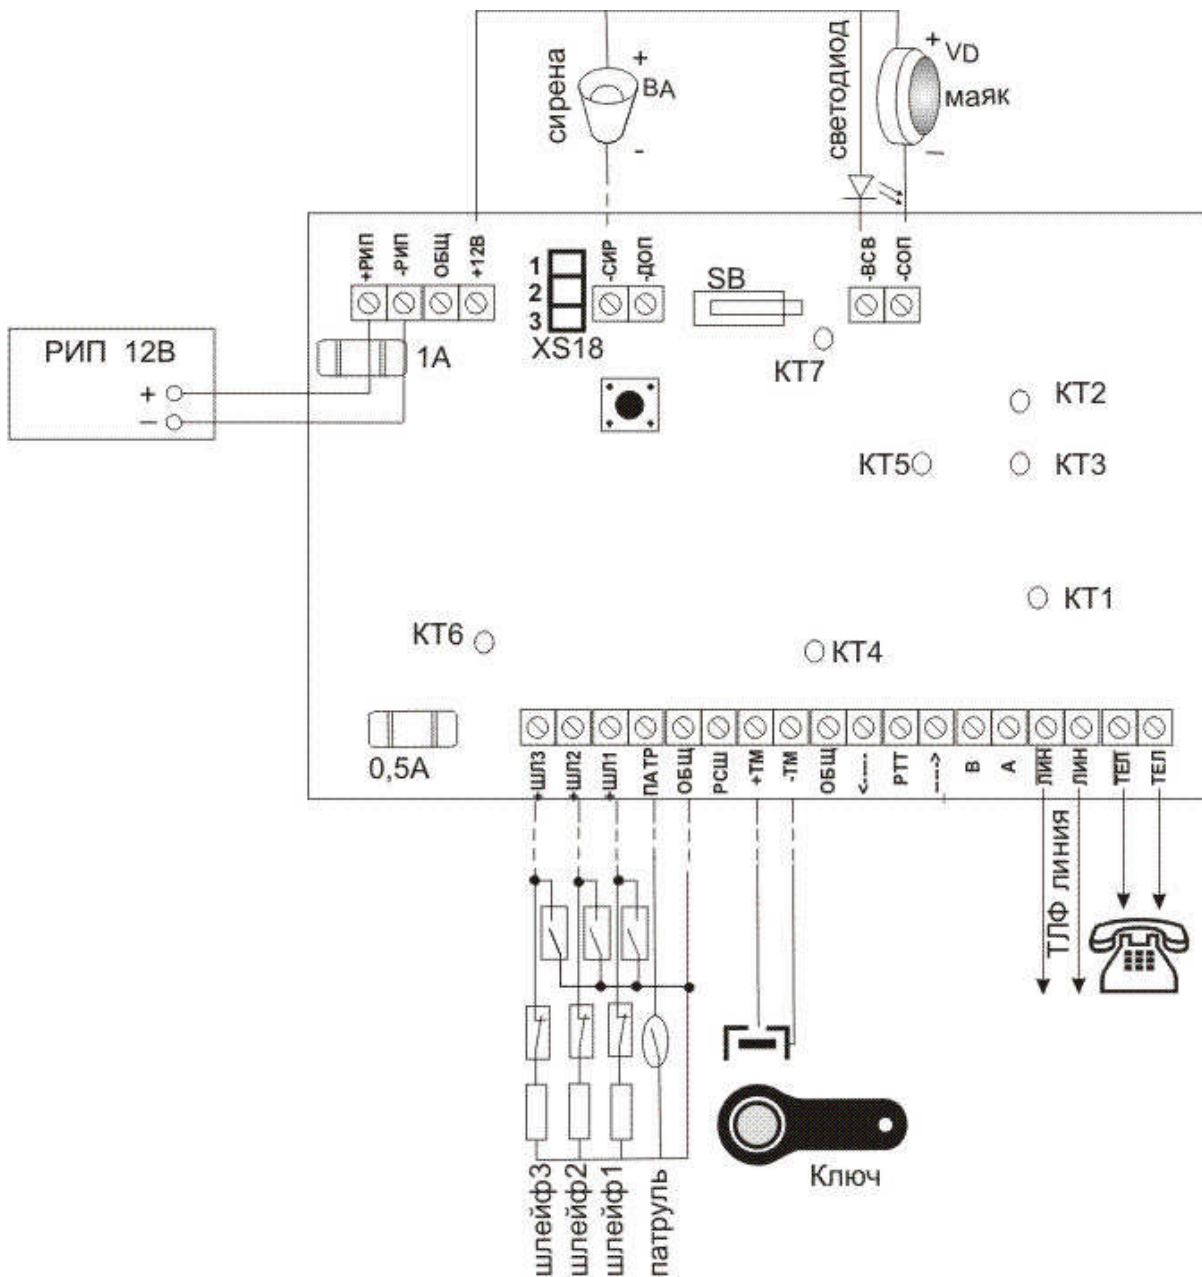 сирена
+
ВА
-
светодиод
+
VD
маяк
–
+РИП
-РИП
ОБЩ
+12В
1
2
3
XS18
-СИР
-ДОП
SB
-ВСВ
-СОП
РИП 12В
+
–
1А
КТ7
КТ2
КТ5
КТ3
КТ1
КТ6
КТ4
0,5А
+ШЛ3
+ШЛ2
+ШЛ1
ПАТР
ОБЩ
РСШ
+ТМ
-ТМ
ОБЩ
<----
РТТ
---->
В
А
ЛИН
ЛИН
ТЕЛ
ТЕЛ
ТЛФ линия
Ключ
шлейф3
шлейф2
шлейф1
патруль